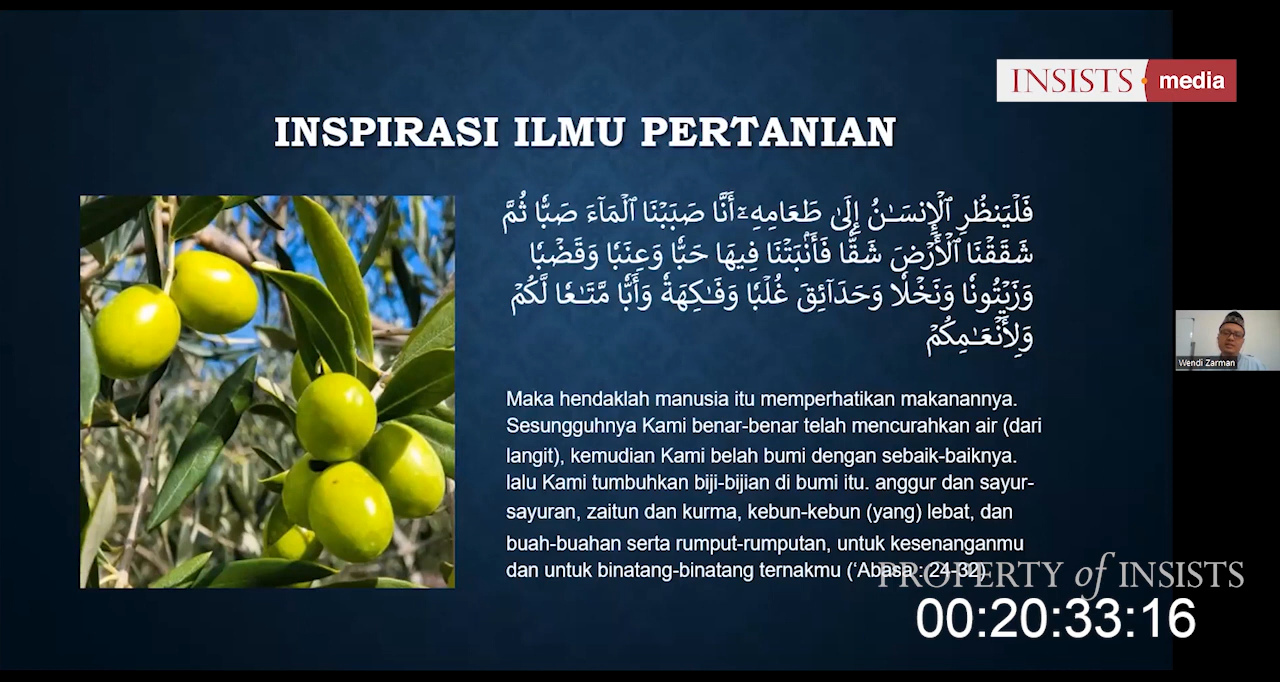 INSISTS media
INSPIRASI ILMU PERTANIAN
فَلْيَنظُرِ ٱلْإِنسَـٰنُ إِلَىٰ طَعَامِهِۦٓ أَنَّا صَبَبْنَا ٱلْمَآءَ صَبًّا ثُمَّ
شَقَقْنَا ٱلْأَرْضَ شَقًّا فَأَنۢبَتْنَا فِيهَا حَبًّا وَعِنَبًا وَقَضْبًا
وَزَيْتُونًا وَنَخْلًا وَحَدَآئِقَ غُلْبًا وَفَـٰكِهَةً وَأَبًّا مَّتَـٰعًا لَّكُمْ
وَلِأَنْعَـٰمِكُمْ
Maka hendaklah manusia itu memperhatikan makanannya.
Sesungguhnya Kami benar-benar telah mencurahkan air (dari
langit), kemudian Kami belah bumi dengan sebaik-baiknya.
lalu Kami tumbuhkan biji-bijian di bumi itu. anggur dan sayur-
sayuran, zaitun dan kurma, kebun-kebun (yang) lebat, dan
buah-buahan serta rumput-rumputan, untuk kesenanganmu
dan untuk binatang-binatang ternakmu (‘Abasa : 24-32)
PROPERTY of INSISTS
00:20:33:16
Wendi Zarman